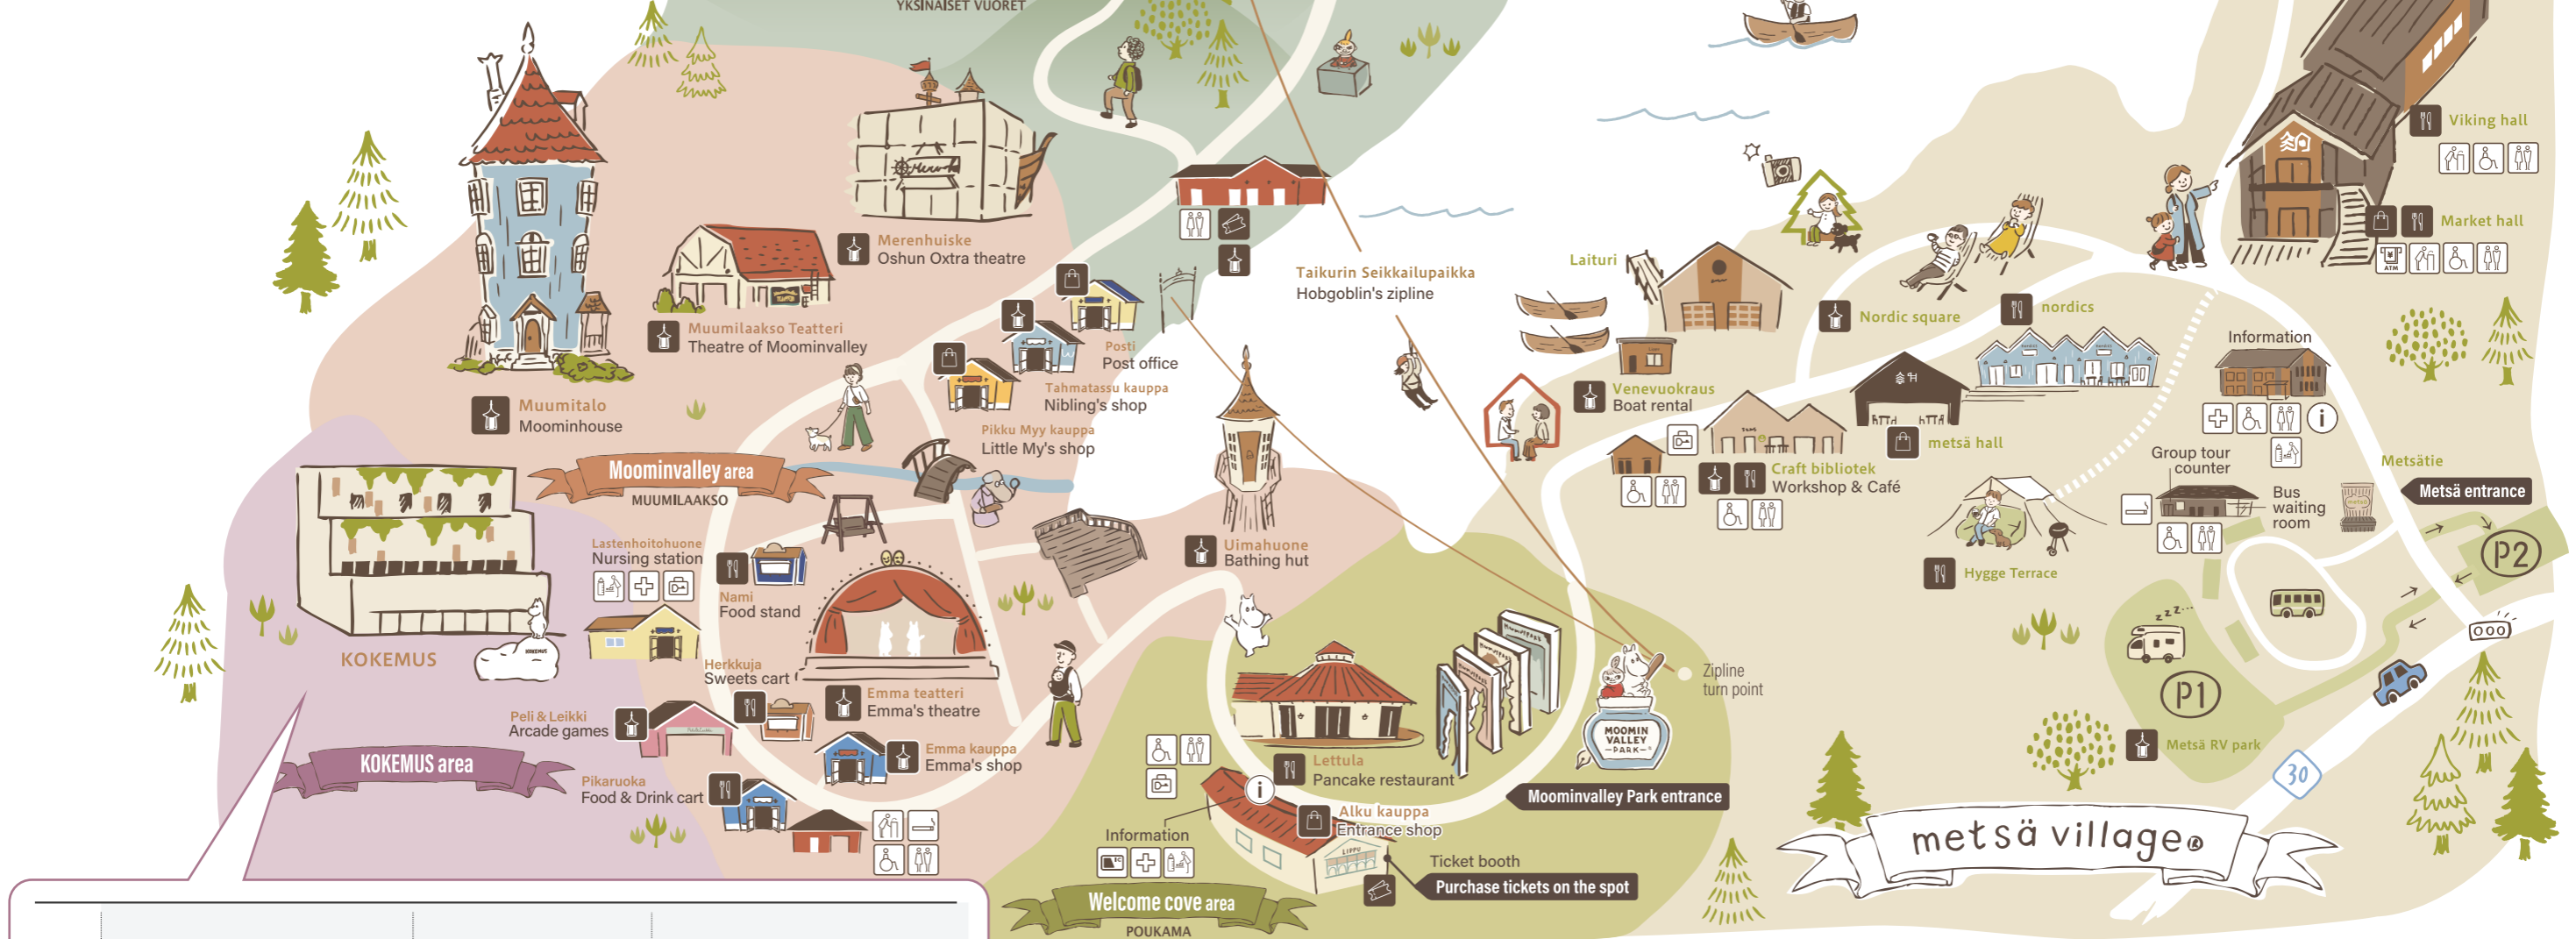 YKSINÄISET VUORET
Merenhuiske
Oshun Oxtra theatre
Muumilaakso Teatteri
Theatre of Moominvalley
Posti
Post office
Tahmatassu kauppa
Nibling's shop
Pikku Myy kauppa
Little My's shop
Muumitalo
Moominhouse
Moominvalley area
MUUMILAAKSO
Taikurin Seikkailupaikka
Hobgoblin's zipline
Uimahuone
Bathing hut
Lastenhoitohuone
Nursing station
Nami
Food stand
KOKEMUS
KOKEMUS
Herkkuja
Sweets cart
Emma teatteri
Emma's theatre
Peli & Leikki
Arcade games
Emma kauppa
Emma's shop
KOKEMUS area
Pikaruoka
Food & Drink cart
Lettula
Pancake restaurant
Moominvalley Park entrance
Alku kauppa
Entrance shop
Information
LIPPU
Ticket booth
Purchase tickets on the spot
Welcome cove area
POUKAMA
MOOMIN
VALLEY
PARK
Zipline
turn point
Viking hall
Market hall
ATM
Laituri
Nordic square
nordics
Information
Venevuokraus
Boat rental
metsä hall
Craft bibliotek
Workshop & Café
Group tour
counter
Bus
waiting
room
Metsätie
Metsä entrance
Hygge Terrace
P2
zzz...
P1
Metsä RV park
30
metsä village®